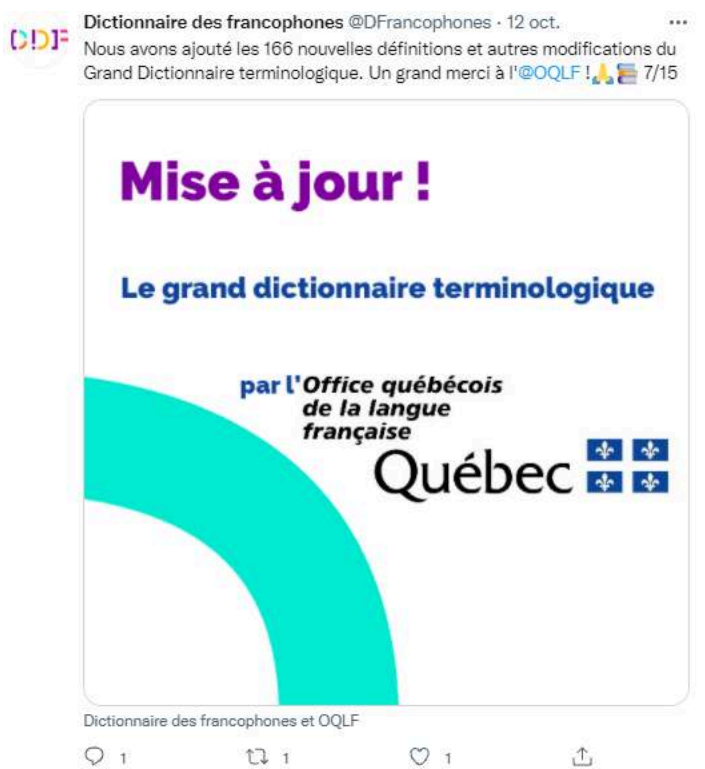 Dictionnaire des francophones @DFrancophones · 12 oct.
Nous avons ajouté les 166 nouvelles définitions et autres modifications du
Grand Dictionnaire terminologique. Un grand merci à l'@OQLF !🙏📚 7/15
Mise à jour !
Le grand dictionnaire terminologique
par l'Office québécois
de la langue
française
Québec
Dictionnaire des francophones et OQLF
1 1 1